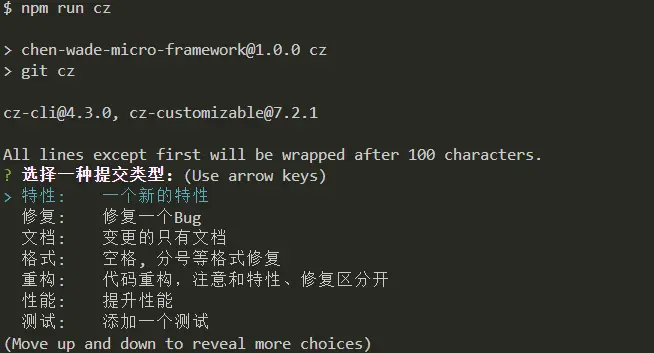 $ npm run cz
> chen-wade-micro-framework@1.0.0 cz
> git cz
cz-cli@4.3.0, cz-customizable@7.2.1
All lines except first will be wrapped after 100 characters.
? 选择一种提交类型: (Use arrow keys)
> 特性:    一个新的特性
修复:    修复一个Bug
文档:    变更的只有文档
格式:    空格, 分号等格式修复
重构:    代码重构，注意和特性、修复区分开
性能:    提升性能
测试:    添加一个测试
(Move up and down to reveal more choices)